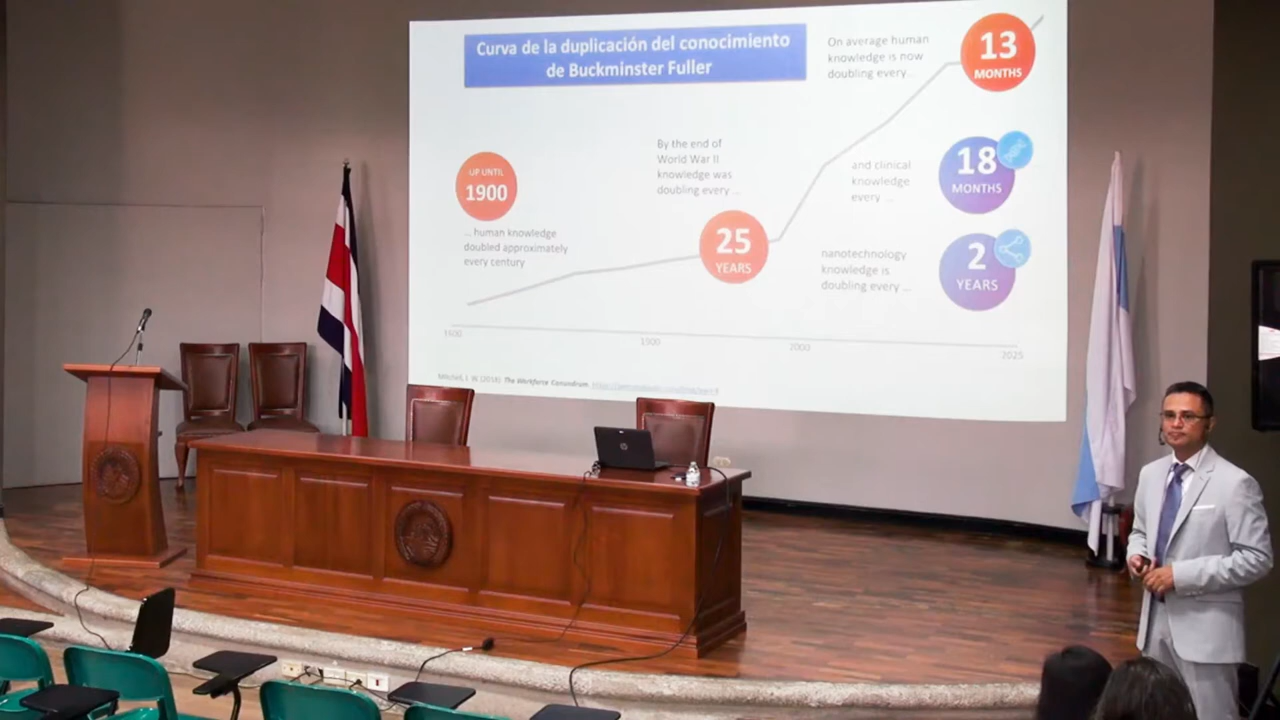 Curva de la duplicación del conocimiento
de Buckminster Fuller
On average human
knowledge is now
doubling every...
13
MONTHS
By the end of
World War II
knowledge was
doubling every ...
25
YEARS
and clinical
knowledge
every ...
18
MONTHS
UP UNTIL
1900
... human knowledge
doubled approximately
every century
nanotechnology
knowledge is
doubling every ...
2
YEARS
1900
2000
2025
The Workforce Conundrum.